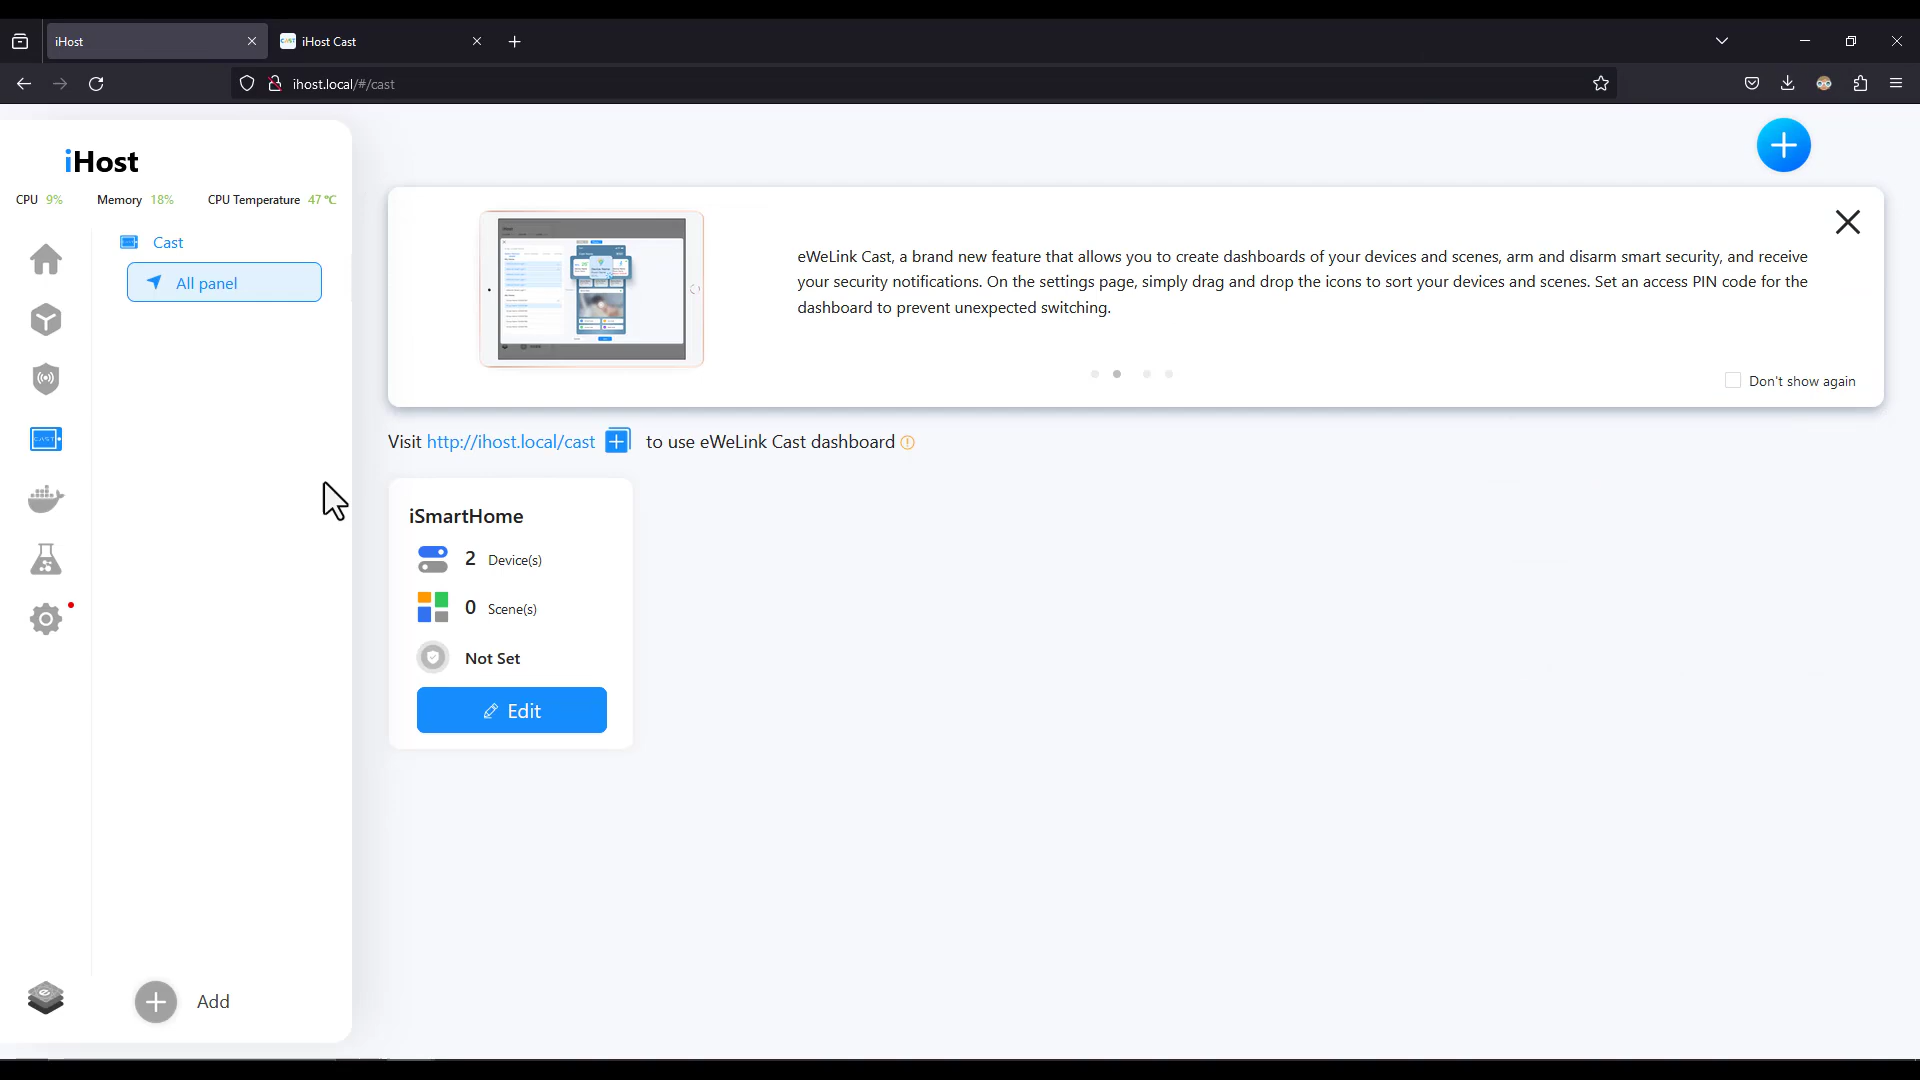 iHost
iHost Cast
ihost.local/#/cast
iHost
CPU 9% Memory 18% CPU Temperature 47 ℃
Cast
All panel
CAST
Add
eWeLink Cast, a brand new feature that allows you to create dashboards of your devices and scenes, arm and disarm smart security, and receive
your security notifications. On the settings page, simply drag and drop the icons to sort your devices and scenes. Set an access PIN code for the
dashboard to prevent unexpected switching.
Don't show again
Visit http://ihost.local/cast to use eWeLink Cast dashboard
iSmartHome
2 Device(s)
0 Scene(s)
Not Set
Edit